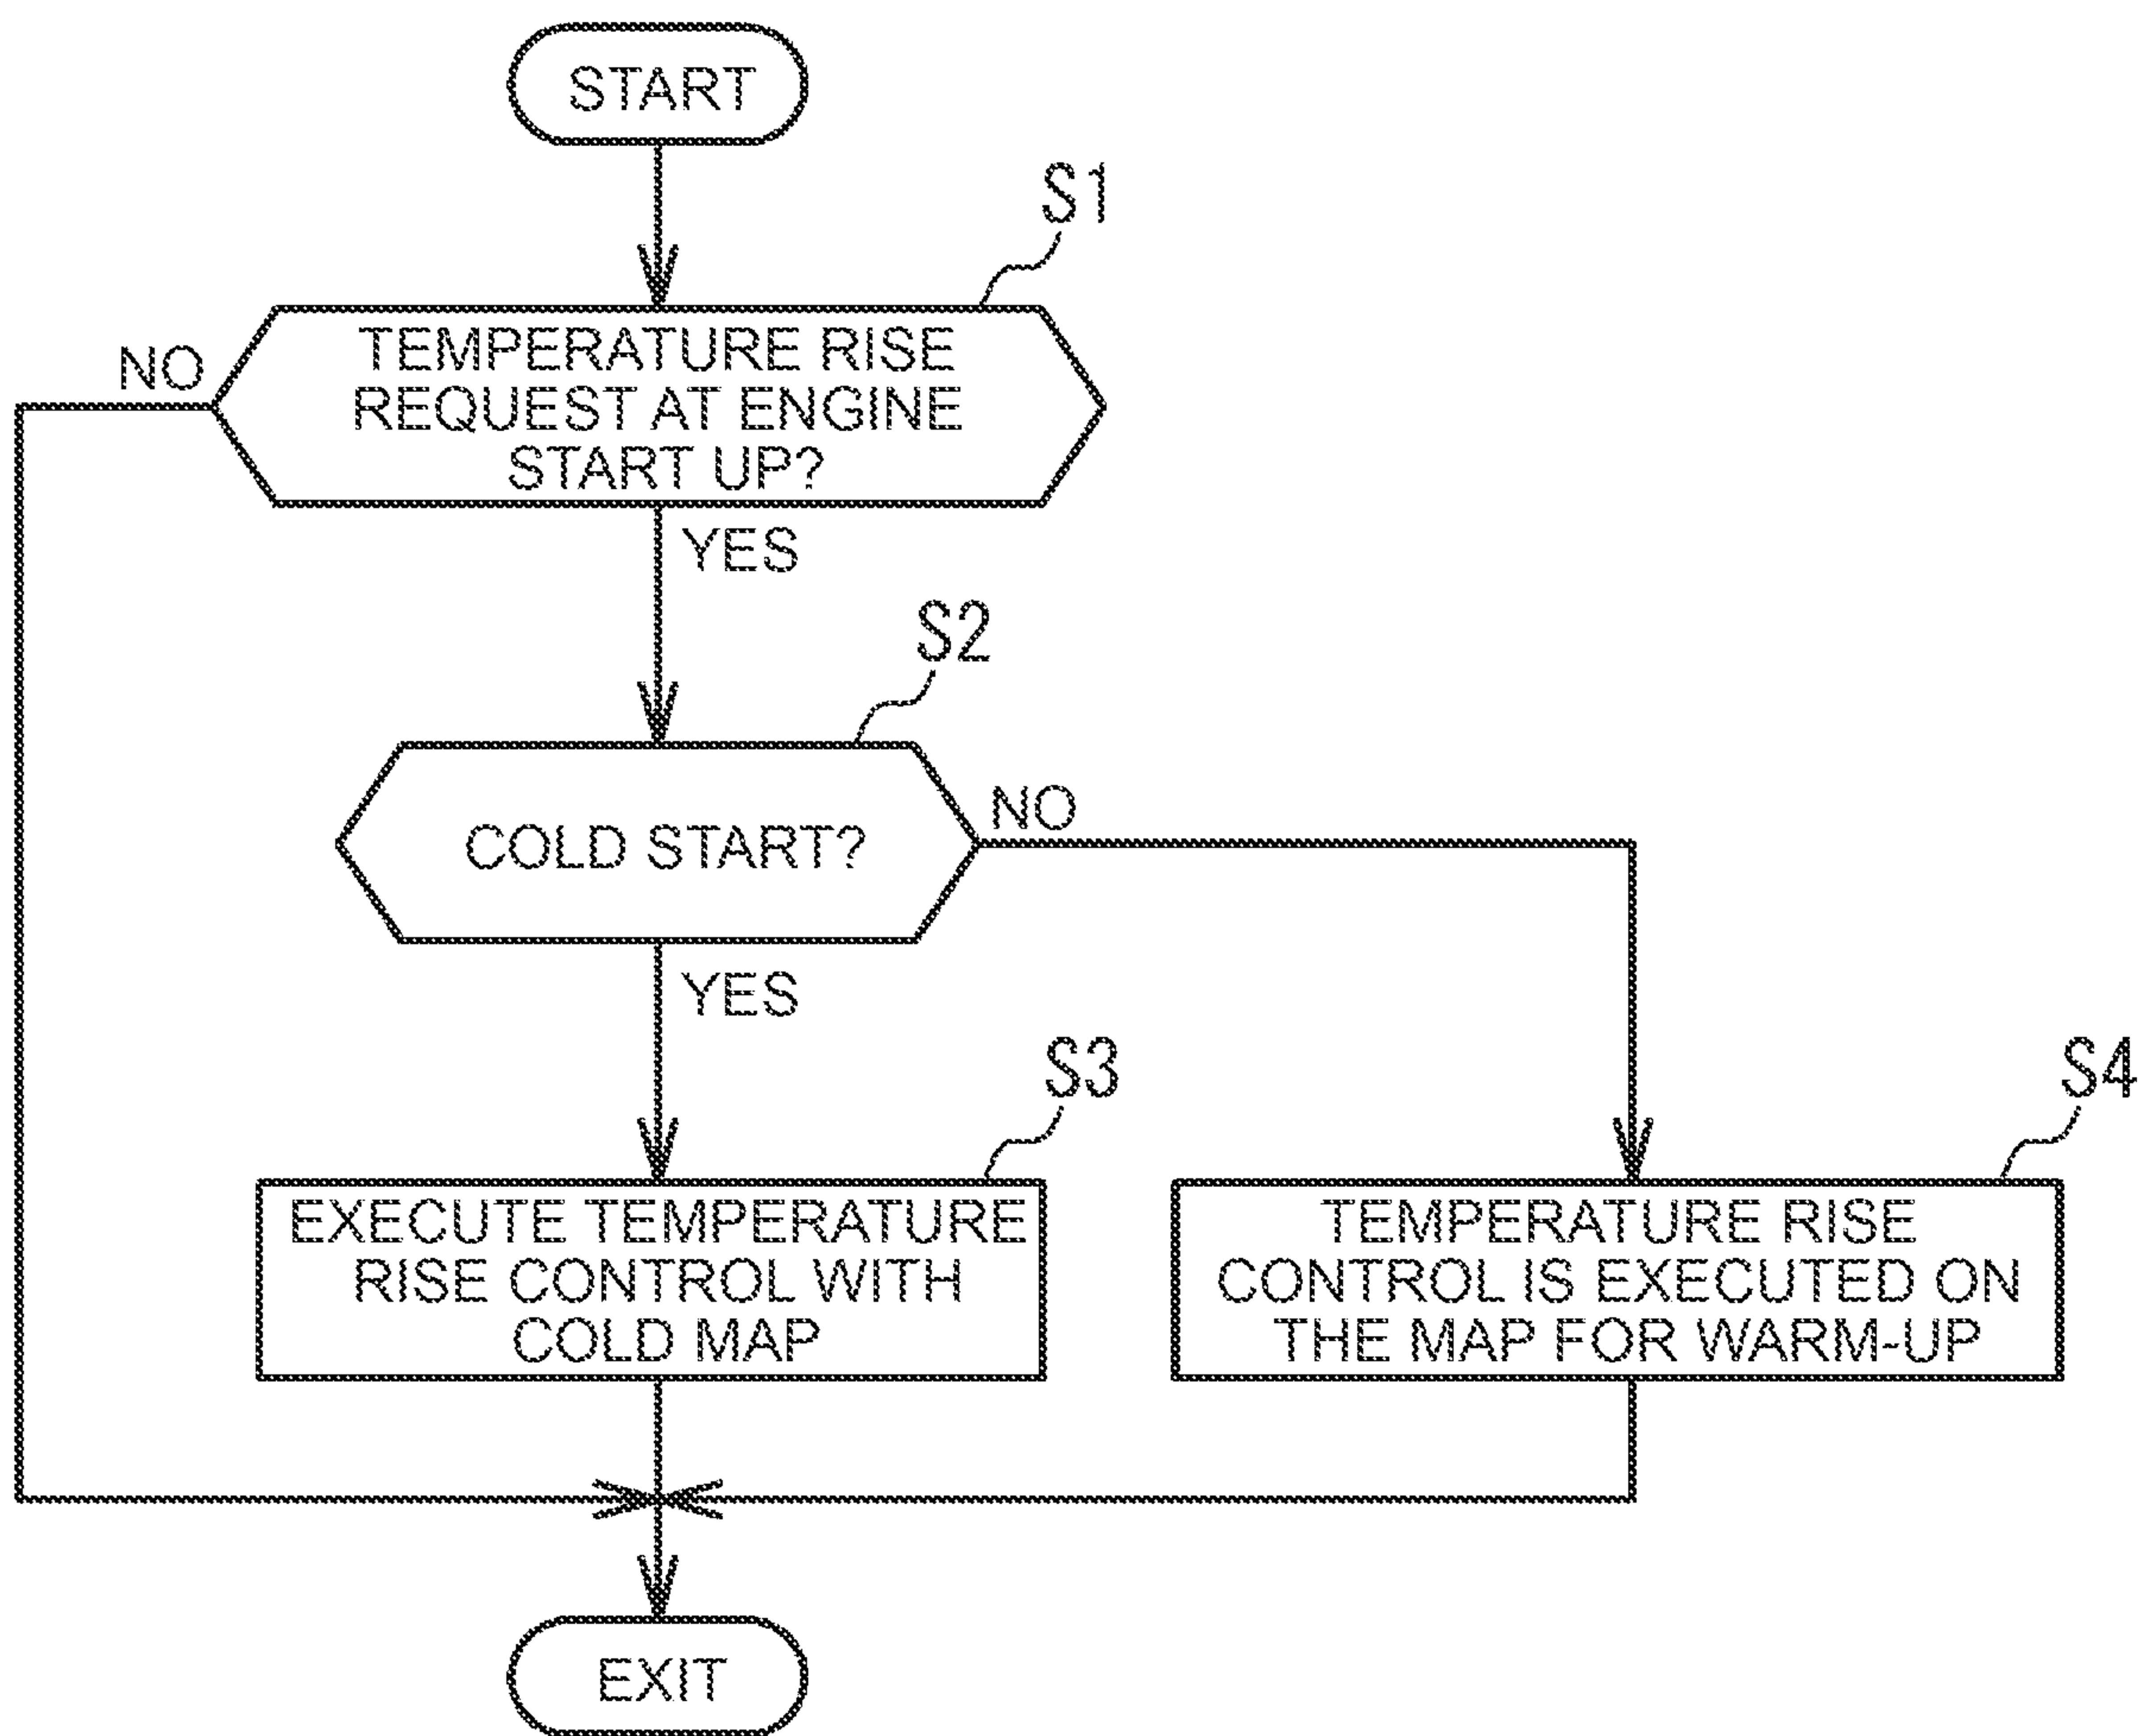 START
S1
TEMPERATURE RISE
REQUEST AT ENGINE
START UP?
NO
YES
S2
COLD START?
NO
YES
S3
EXECUTE TEMPERATURE
RISE CONTROL WITH
COLD MAP
S4
TEMPERATURE RISE
CONTROL IS EXECUTED ON
THE MAP FOR WARM-UP
EXIT